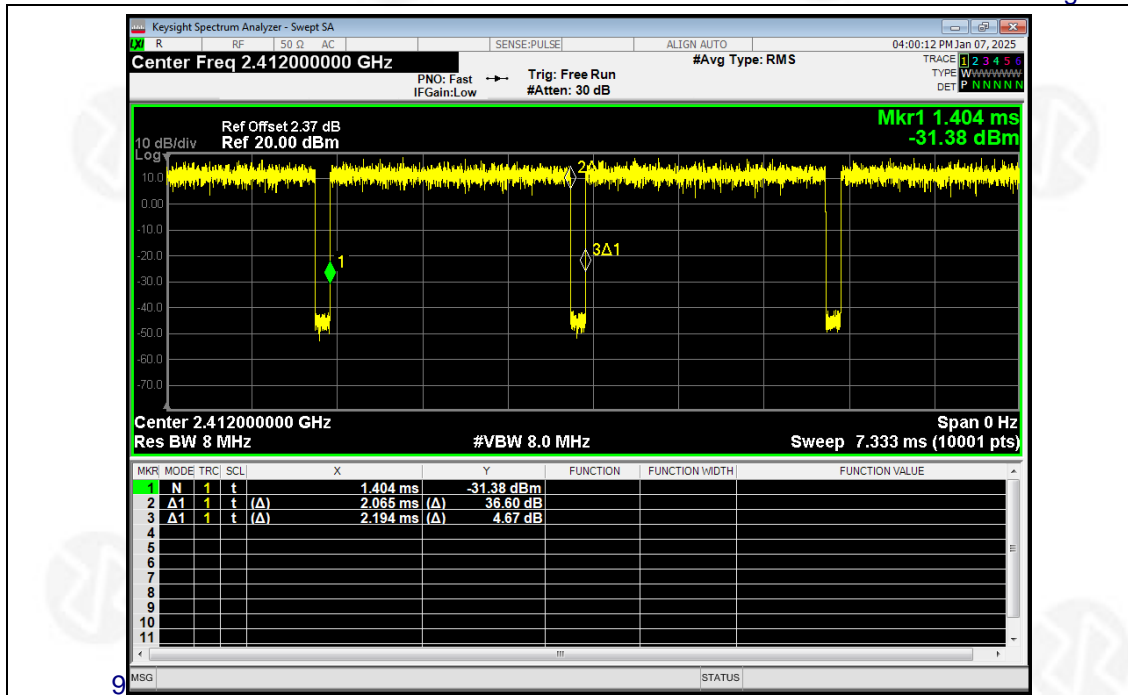 Keysight Spectrum Analyzer - Swept SA
LXI R RF 50 Ω AC SENSE:PULSE ALIGN AUTO 04:00:12 PM Jan 07, 2025
Center Freq 2.412000000 GHz #Avg Type: RMS TRACE 1 2 3 4 5 6
PNO: Fast Trig: Free Run TYPE WWWWWW
IFGain:Low #Atten: 30 dB DET P N N N N N
Mkr1 1.404 ms
Ref Offset 2.37 dB
10 dB/div Ref 20.00 dBm -31.38 dBm
Log
10.0
0.00
-10.0
-20.0
-30.0
-40.0
-50.0
-60.0
-70.0
1
2Δ1
3Δ1
Center 2.412000000 GHz Span 0 Hz
Res BW 8 MHz #VBW 8.0 MHz Sweep 7.333 ms (10001 pts)
MKR MODE TRC SCL X Y FUNCTION FUNCTION WIDTH FUNCTION VALUE
1 N 1 t 1.404 ms -31.38 dBm
2 Δ1 1 t (Δ) 2.065 ms (Δ) 36.60 dB
3 Δ1 1 t (Δ) 2.194 ms (Δ) 4.67 dB
4
5
6
7
8
9
10
11
9
MSG STATUS